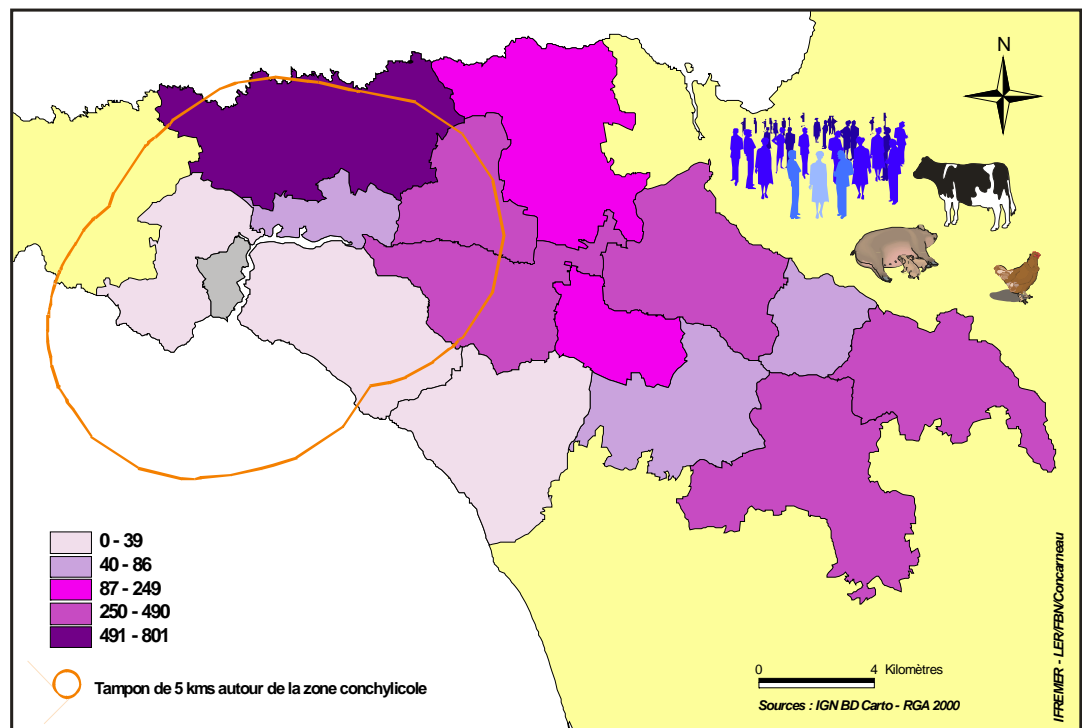 N
0 - 39
40 - 86
87 - 249
250 - 490
491 - 801
Tampon de 5 kms autour de la zone conchylicole
0 4 Kilomètres
Sources : IGN BD Carto - RGA 2000
IFREMER - LER/FBN/Concarneau